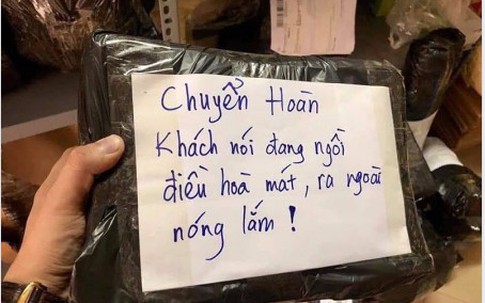 Chuyển Hoàn
Khách nói đang ngồi
điều hoà mát, ra ngoài
nóng lắm !